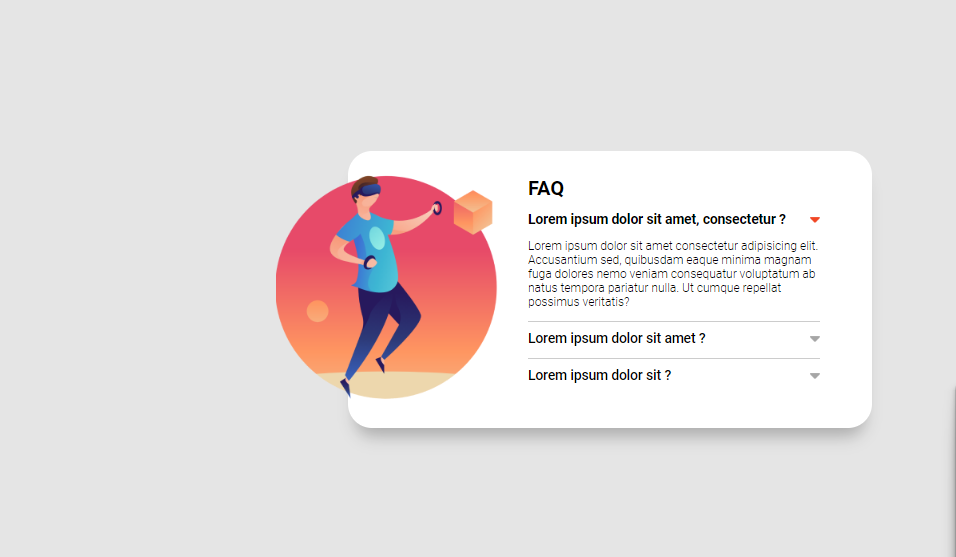 FAQ
Lorem ipsum dolor sit amet, consectetur ?
Lorem ipsum dolor sit amet consectetur adipisicing elit.
Accusantium sed, quibusdam eaque minima magnam
fuga dolores nemo veniam consequatur voluptatum ab
natus tempora pariatur nulla. Ut cumque repellat
possimus veritatis?
Lorem ipsum dolor sit amet ?
Lorem ipsum dolor sit ?